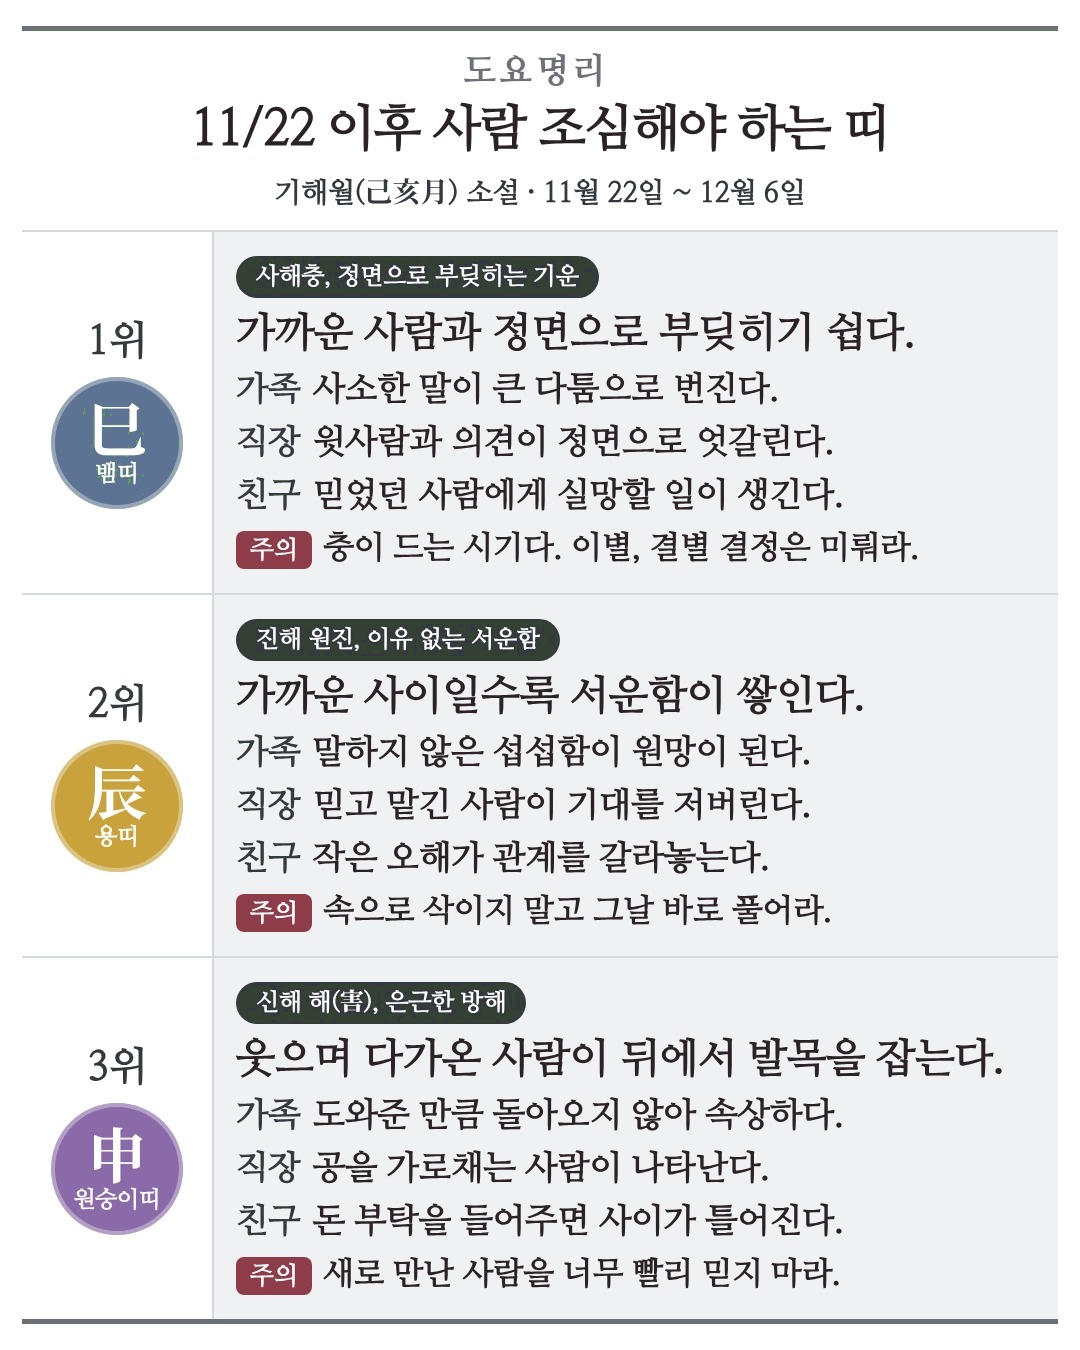 도요명리
11/22 이후 사람 조심해야 하는 띠
기해월(己亥月) 소설 · 11월 22일 ~ 12월 6일
1위
巳
뱀띠
사해충, 정면으로 부딪히는 기운
가까운 사람과 정면으로 부딪히기 쉽다.
가족 사소한 말이 큰 다툼으로 번진다.
직장 윗사람과 의견이 정면으로 엇갈린다.
친구 믿었던 사람에게 실망할 일이 생긴다.
주의 충이 드는 시기다. 이별, 결별 결정은 미뤄라.
2위
辰
용띠
진해 원진, 이유 없는 서운함
가까운 사이일수록 서운함이 쌓인다.
가족 말하지 않은 섭섭함이 원망이 된다.
직장 믿고 맡긴 사람이 기대를 저버린다.
친구 작은 오해가 관계를 갈라놓는다.
주의 속으로 삭이지 말고 그날 바로 풀어라.
3위
申
원숭이띠
신해 해(害), 은근한 방해
웃으며 다가온 사람이 뒤에서 발목을 잡는다.
가족 도와준 만큼 돌아오지 않아 속상하다.
직장 공을 가로채는 사람이 나타난다.
친구 돈 부탁을 들어주면 사이가 틀어진다.
주의 새로 만난 사람을 너무 빨리 믿지 마라.